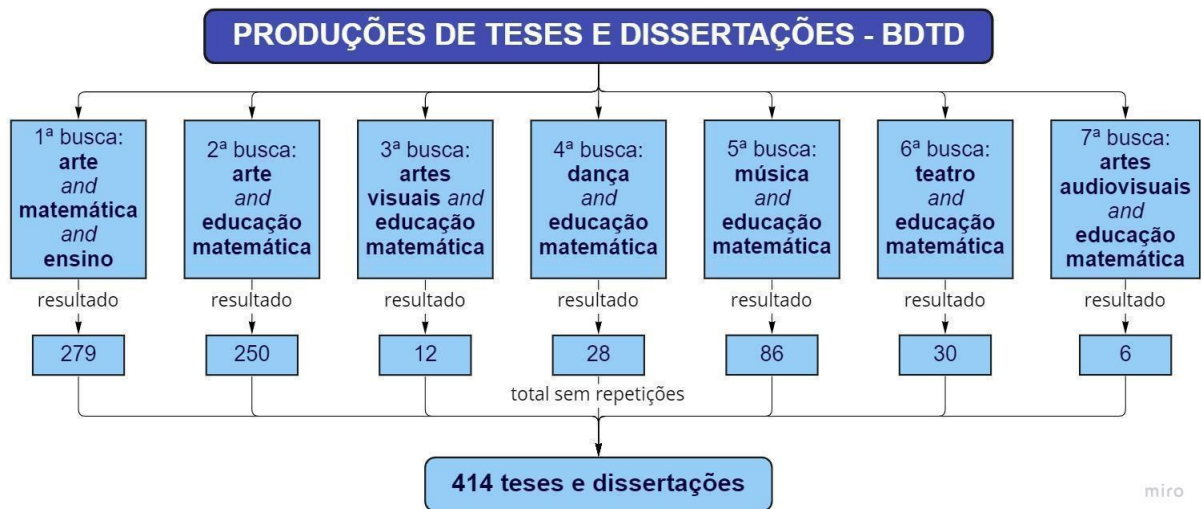 PRODUÇÕES DE TESES E DISSERTAÇÕES - BDTD
1ª busca:
arte
and
matemática
and
ensino
2ª busca:
arte
and
educação
matemática
3ª busca:
artes
visuais and
educação
matemática
4ª busca:
dança
and
educação
matemática
5ª busca:
música
and
educação
matemática
6ª busca:
teatro
and
educação
matemática
7ª busca:
artes
audiovisuais
and
educação
matemática
resultado
resultado
resultado
resultado
resultado
resultado
resultado
279
250
12
28
86
30
6
total sem repetições
414 teses e dissertações
miro